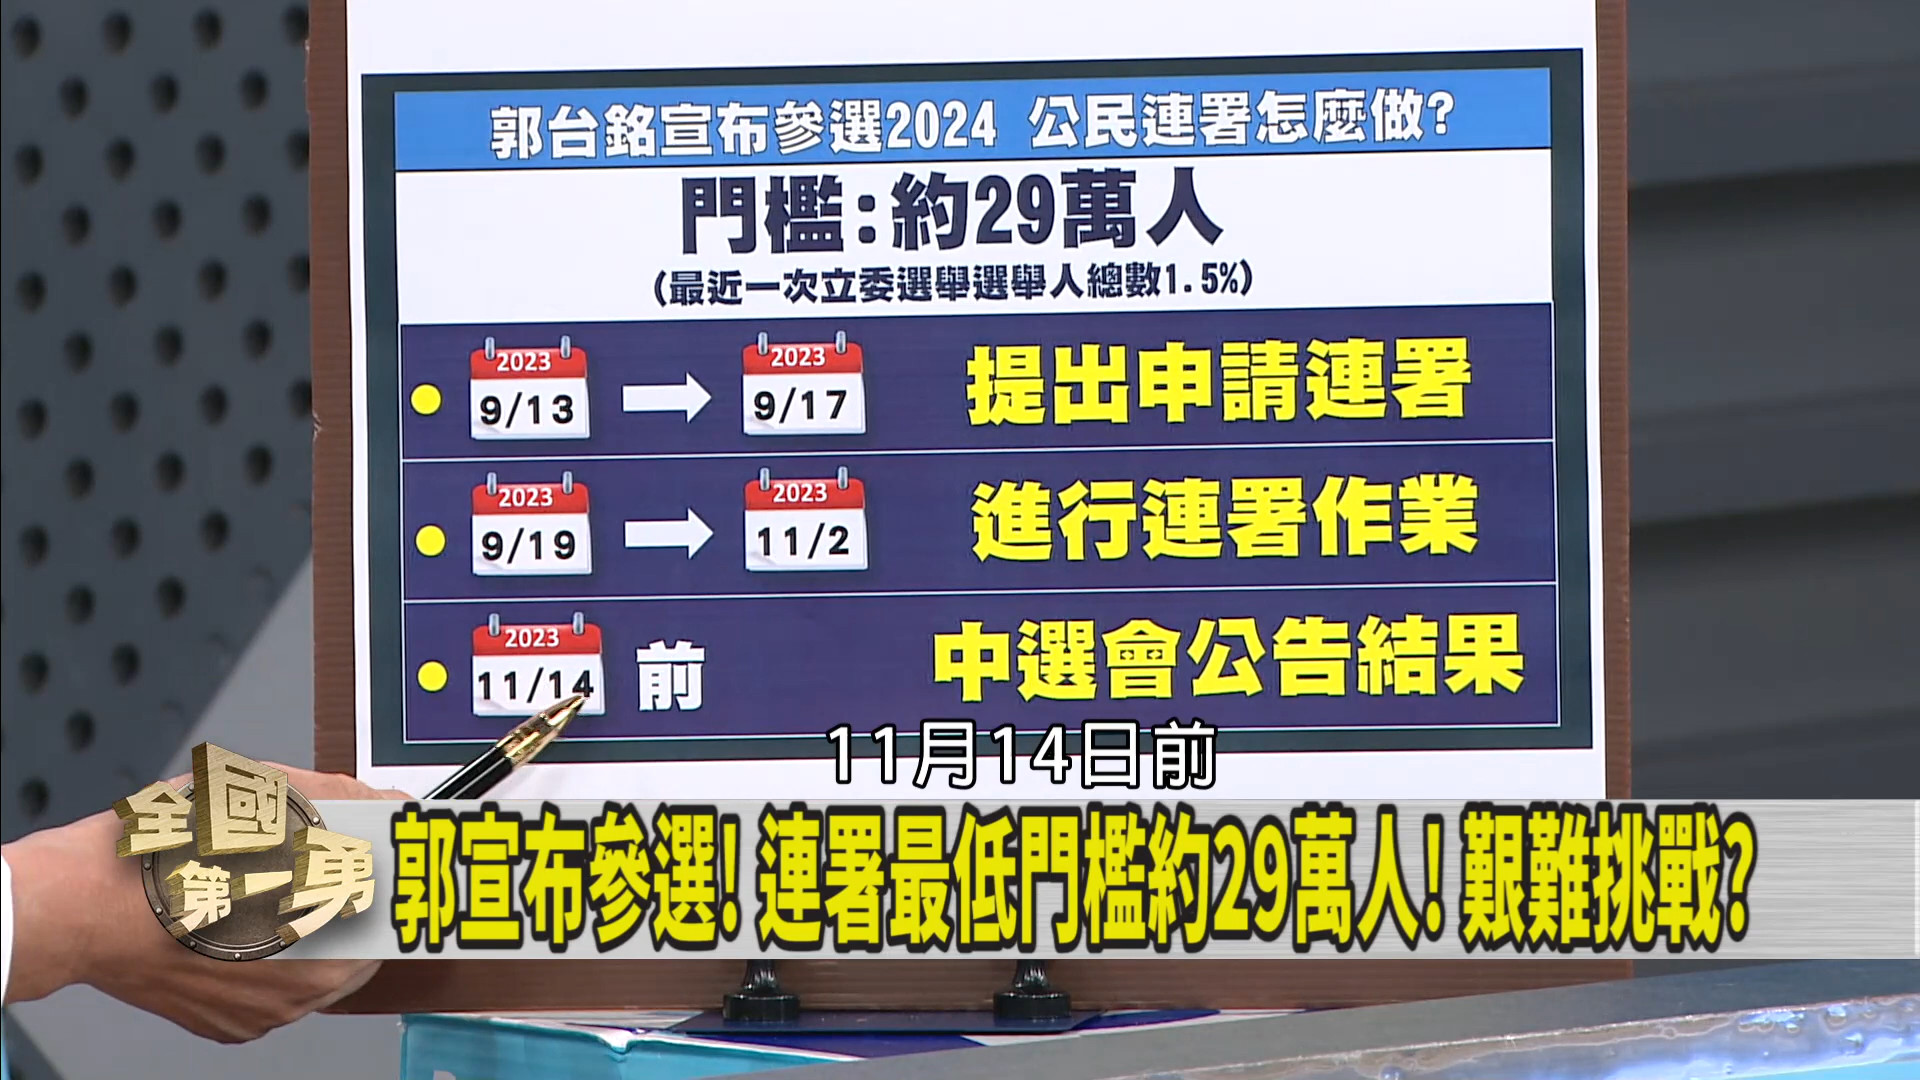 郭台銘宣布參選2024 公民連署怎麼做?
門檻:約29萬人
(最近一次立委選舉選舉人總數1.5%)
2023
9/13
2023
9/17
提出申請連署
2023
9/19
2023
11/2
進行連署作業
2023
11/14
前
中選會公告結果
11月14日前
全國
第一勇
郭宣布參選!連署最低門檻約29萬人!艱難挑戰?